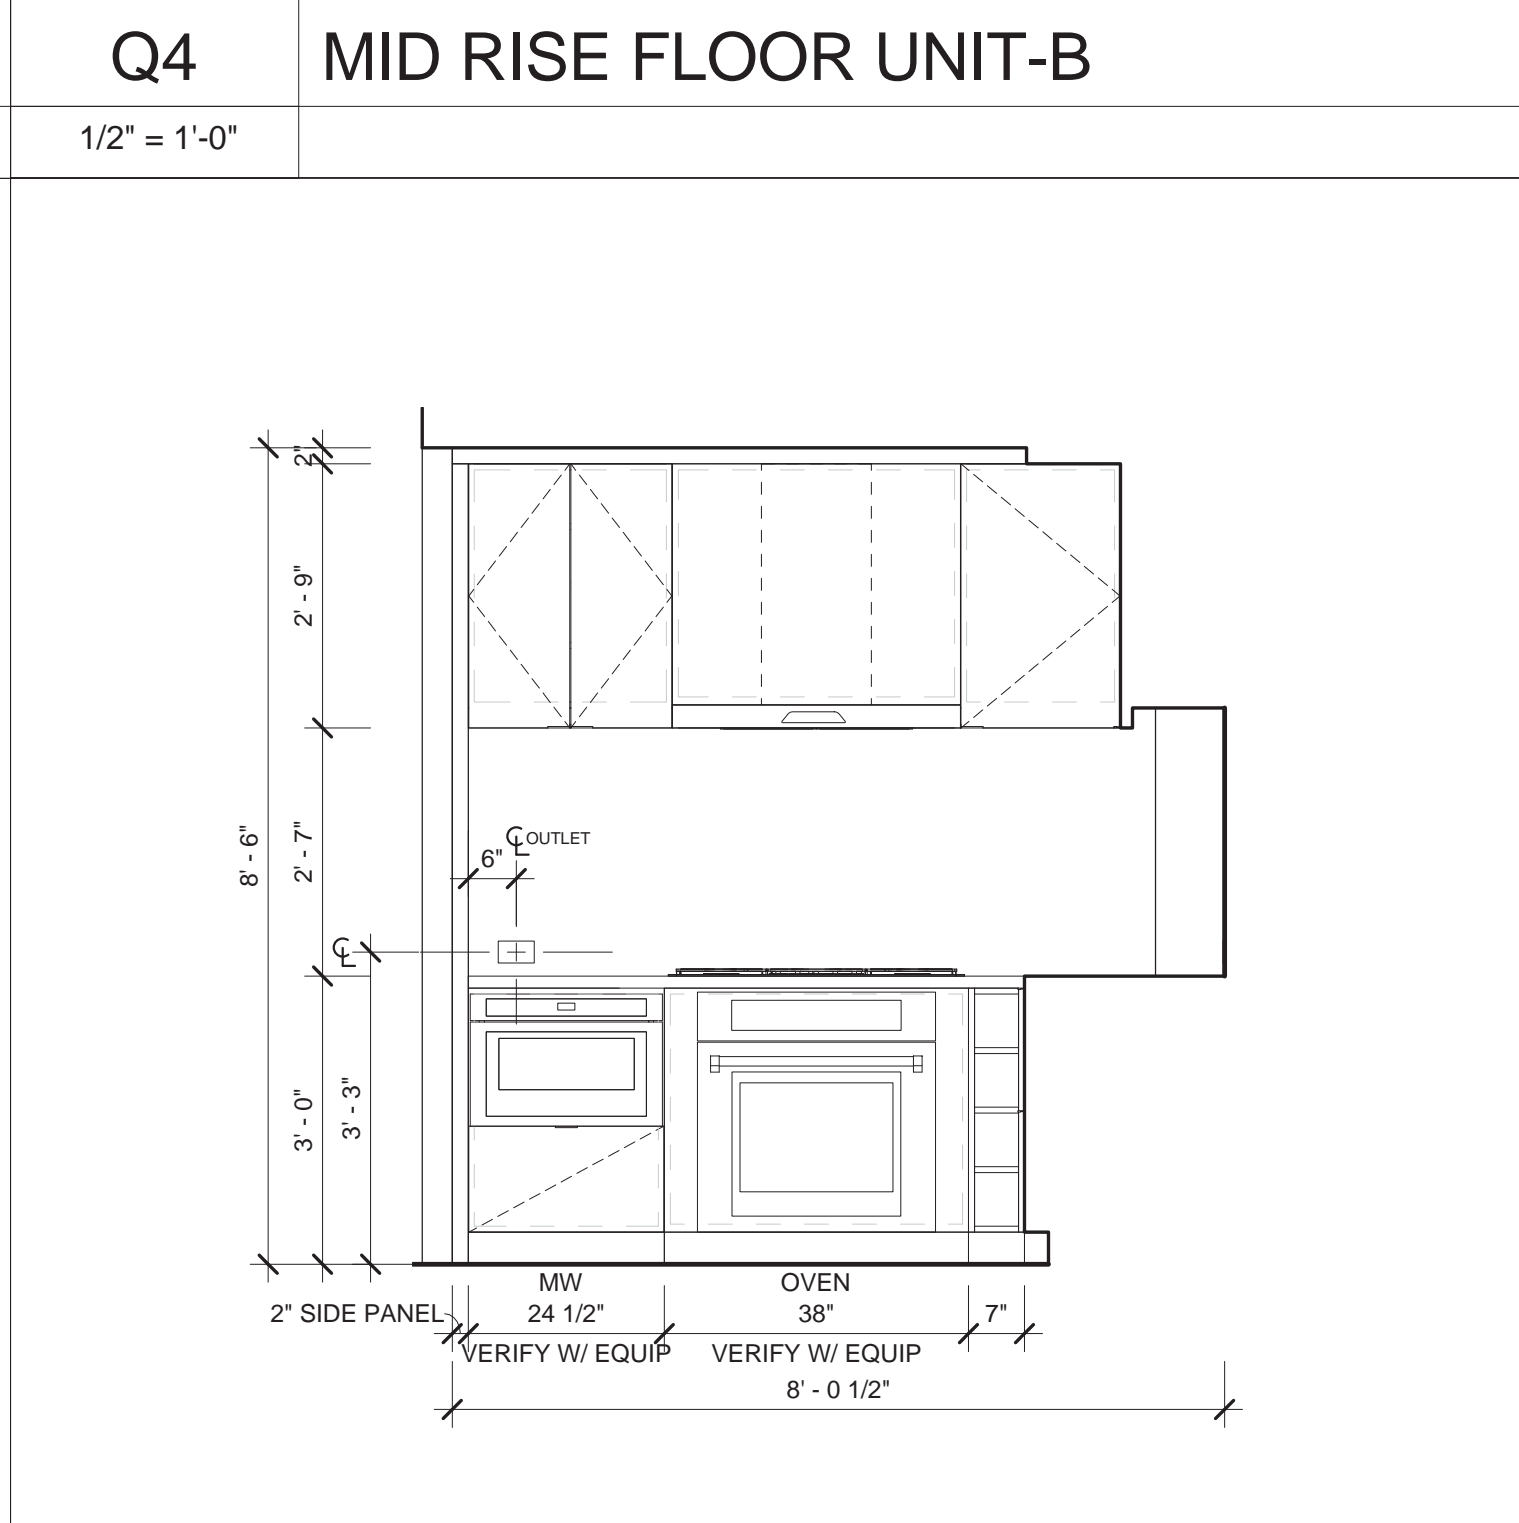 Q4
MID RISE FLOOR UNIT-B
1/2" = 1'-0"
2"
2' - 9"
8' - 6"
2' - 7"
6"
℄ OUTLET
℄
3' - 0"
3' - 3"
MW
OVEN
2" SIDE PANEL
24 1/2"
38"
7"
VERIFY W/ EQUIP
VERIFY W/ EQUIP
8' - 0 1/2"